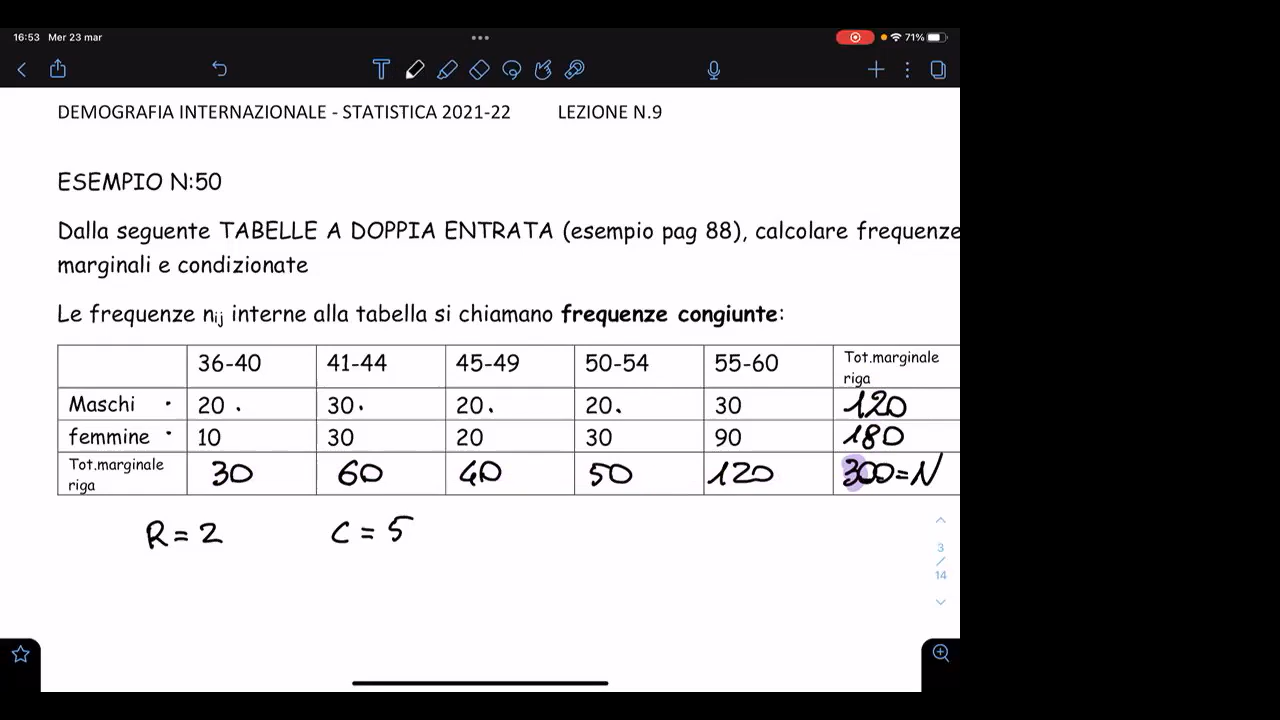 16:53 Mer 23 mar
71%
DEMOGRAFIA INTERNAZIONALE - STATISTICA 2021-22 LEZIONE N.9
ESEMPIO N:50
Dalla seguente TABELLE A DOPPIA ENTRATA (esempio pag 88), calcolare frequenze
marginali e condizionate
Le frequenze nij interne alla tabella si chiamano frequenze congiunte:
36-40 41-44 45-49 50-54 55-60 Tot.marginale
riga
Maschi 20 30 20 20 30 120
femmine 10 30 20 30 90 180
Tot.marginale
riga 30 60 40 50 120 300=N
R=2 C=5
3
/
14